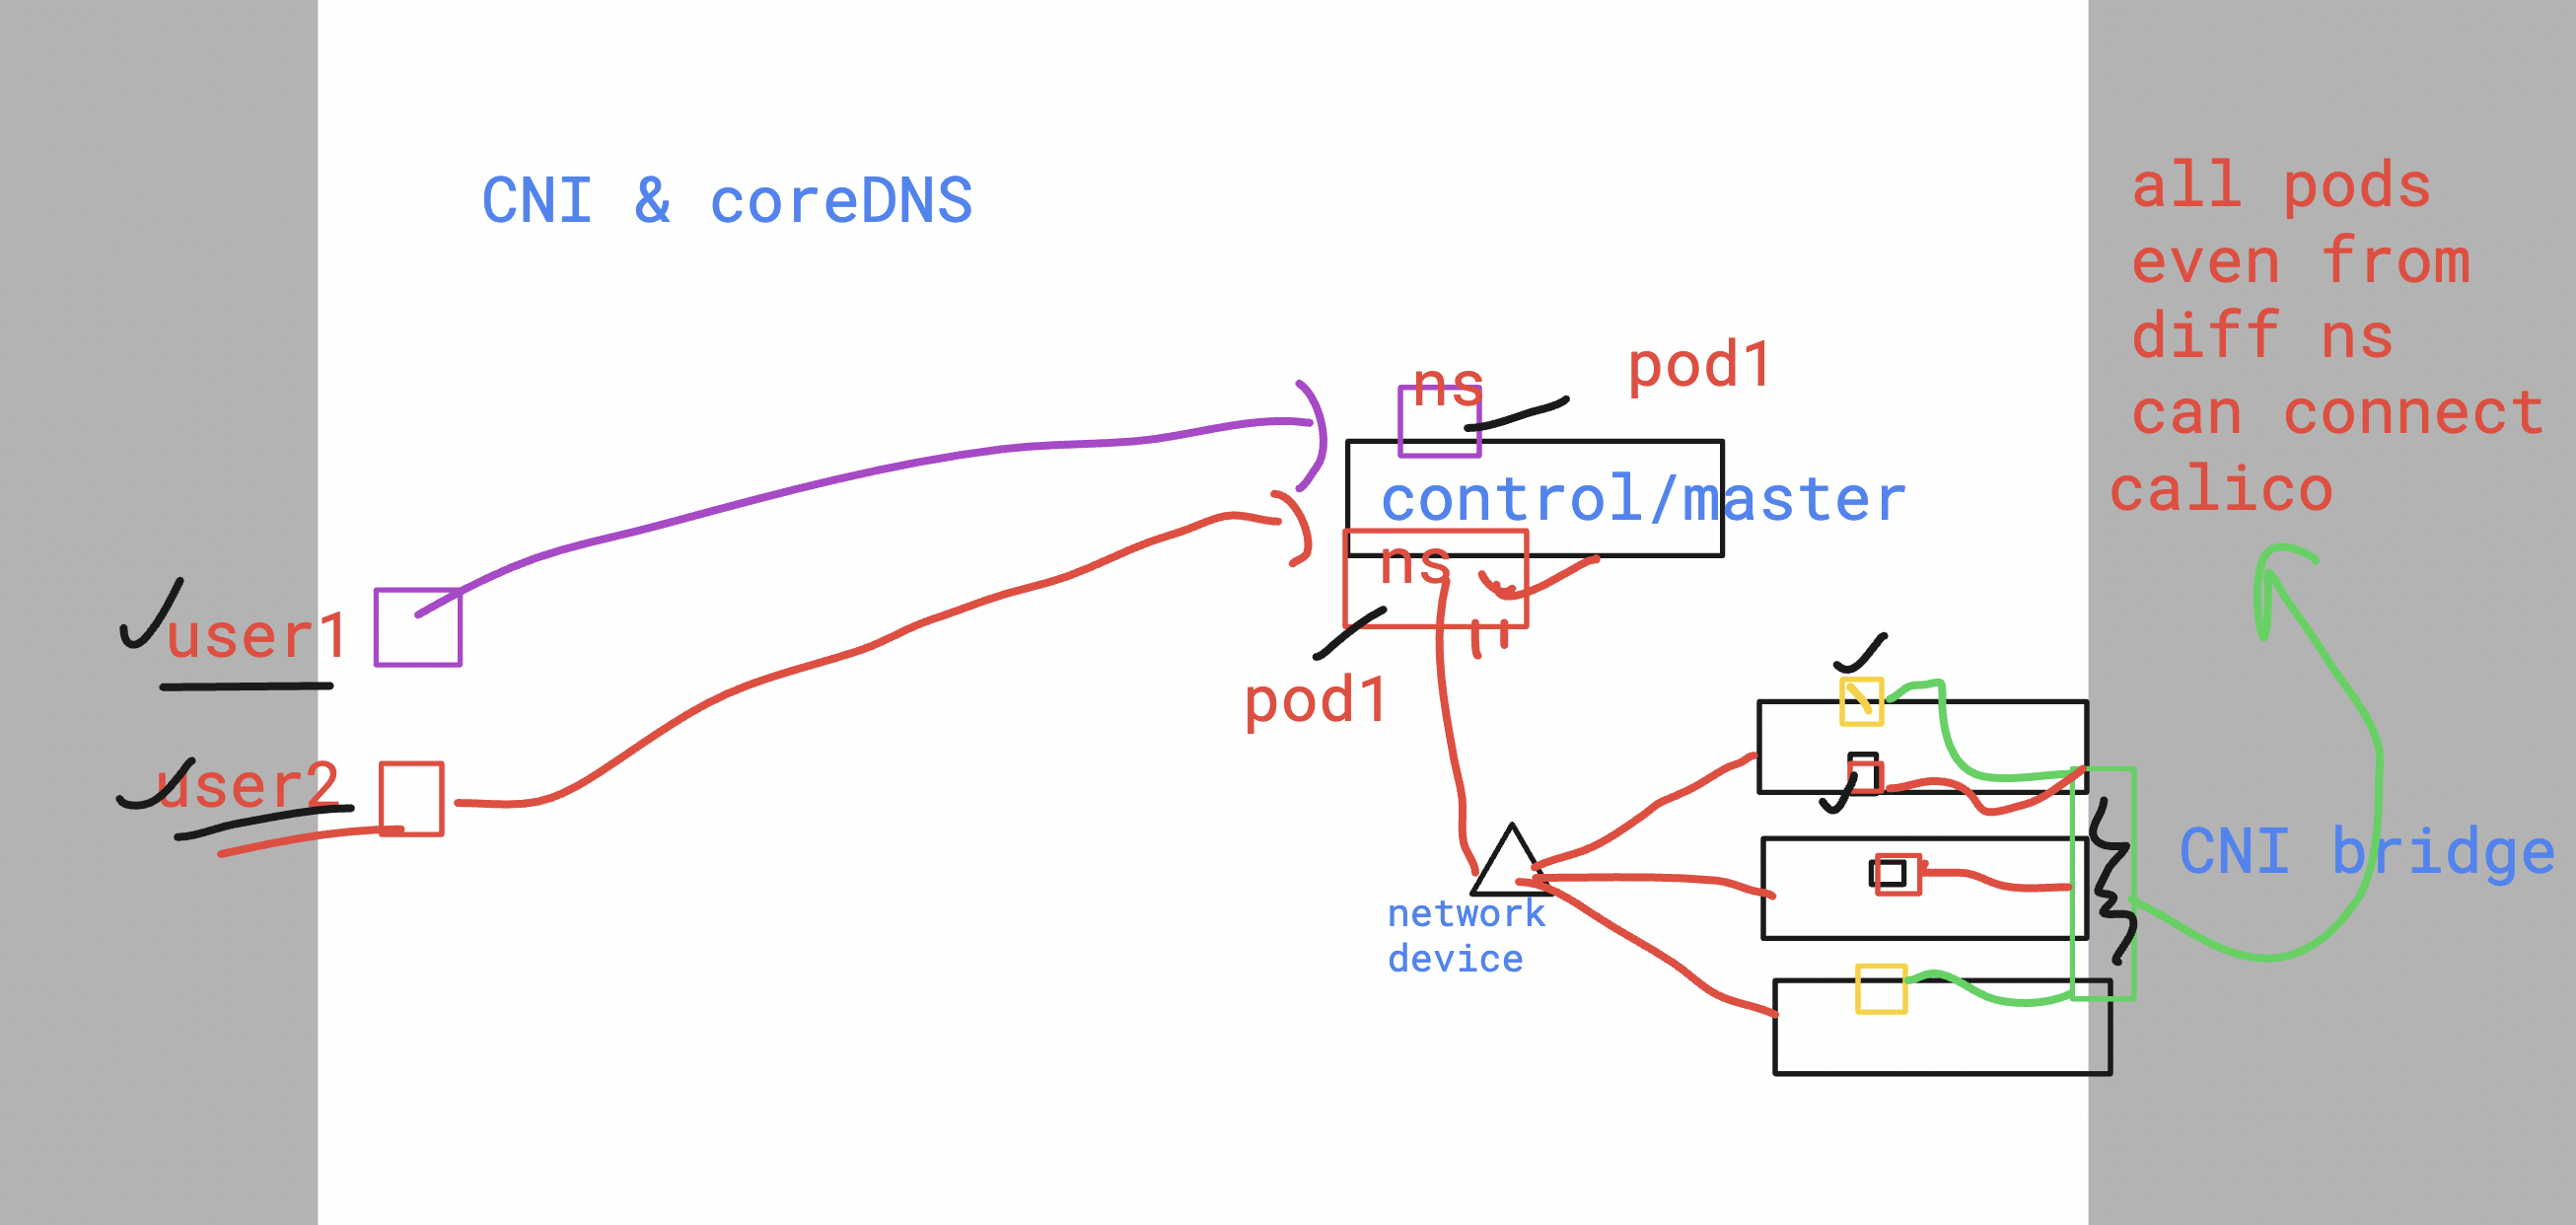 CNI & coreDNS
all pods
even from
diff ns
can connect
calico
ns
pod1
control/master
ns
user1
pod1
user2
CNI bridge
network
device